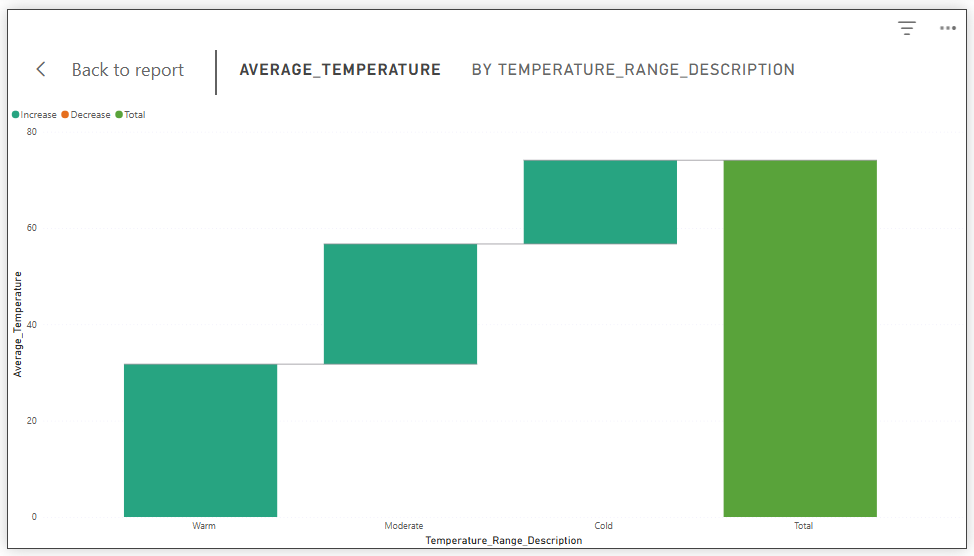 Back to report
AVERAGE_TEMPERATURE
BY TEMPERATURE_RANGE_DESCRIPTION
Increase Decrease Total
80
60
40
20
0
Average_Temperature
Warm Moderate Cold Total
Temperature_Range_Description